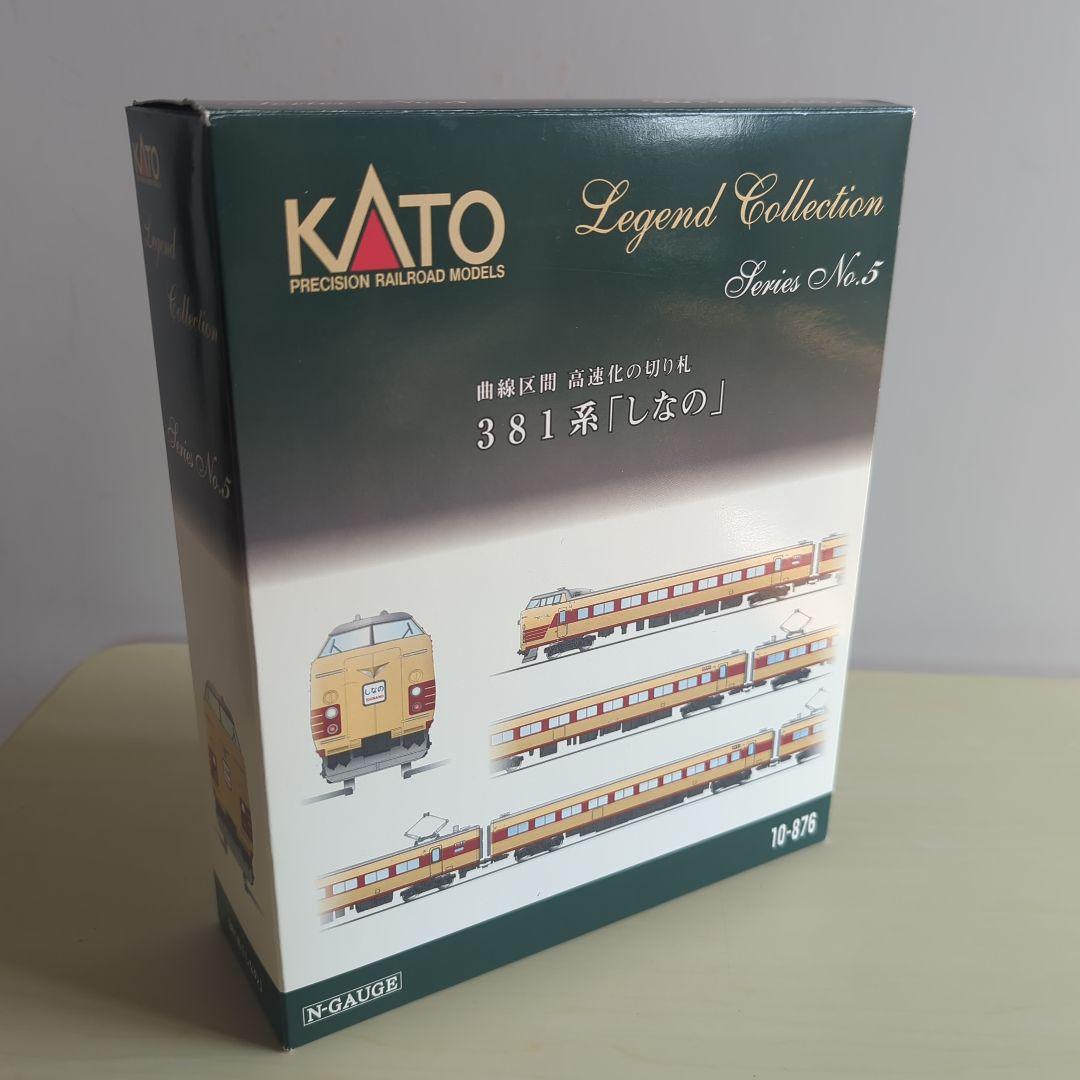 KATO
PRECISION RAILROAD MODELS
Legend Collection
Series No.5
曲線区間 高速化の切り札
381系「しなの」
しなの
SHINANO
10-876
N-GAUGE
KATO
Legend
Collection
Series No.5